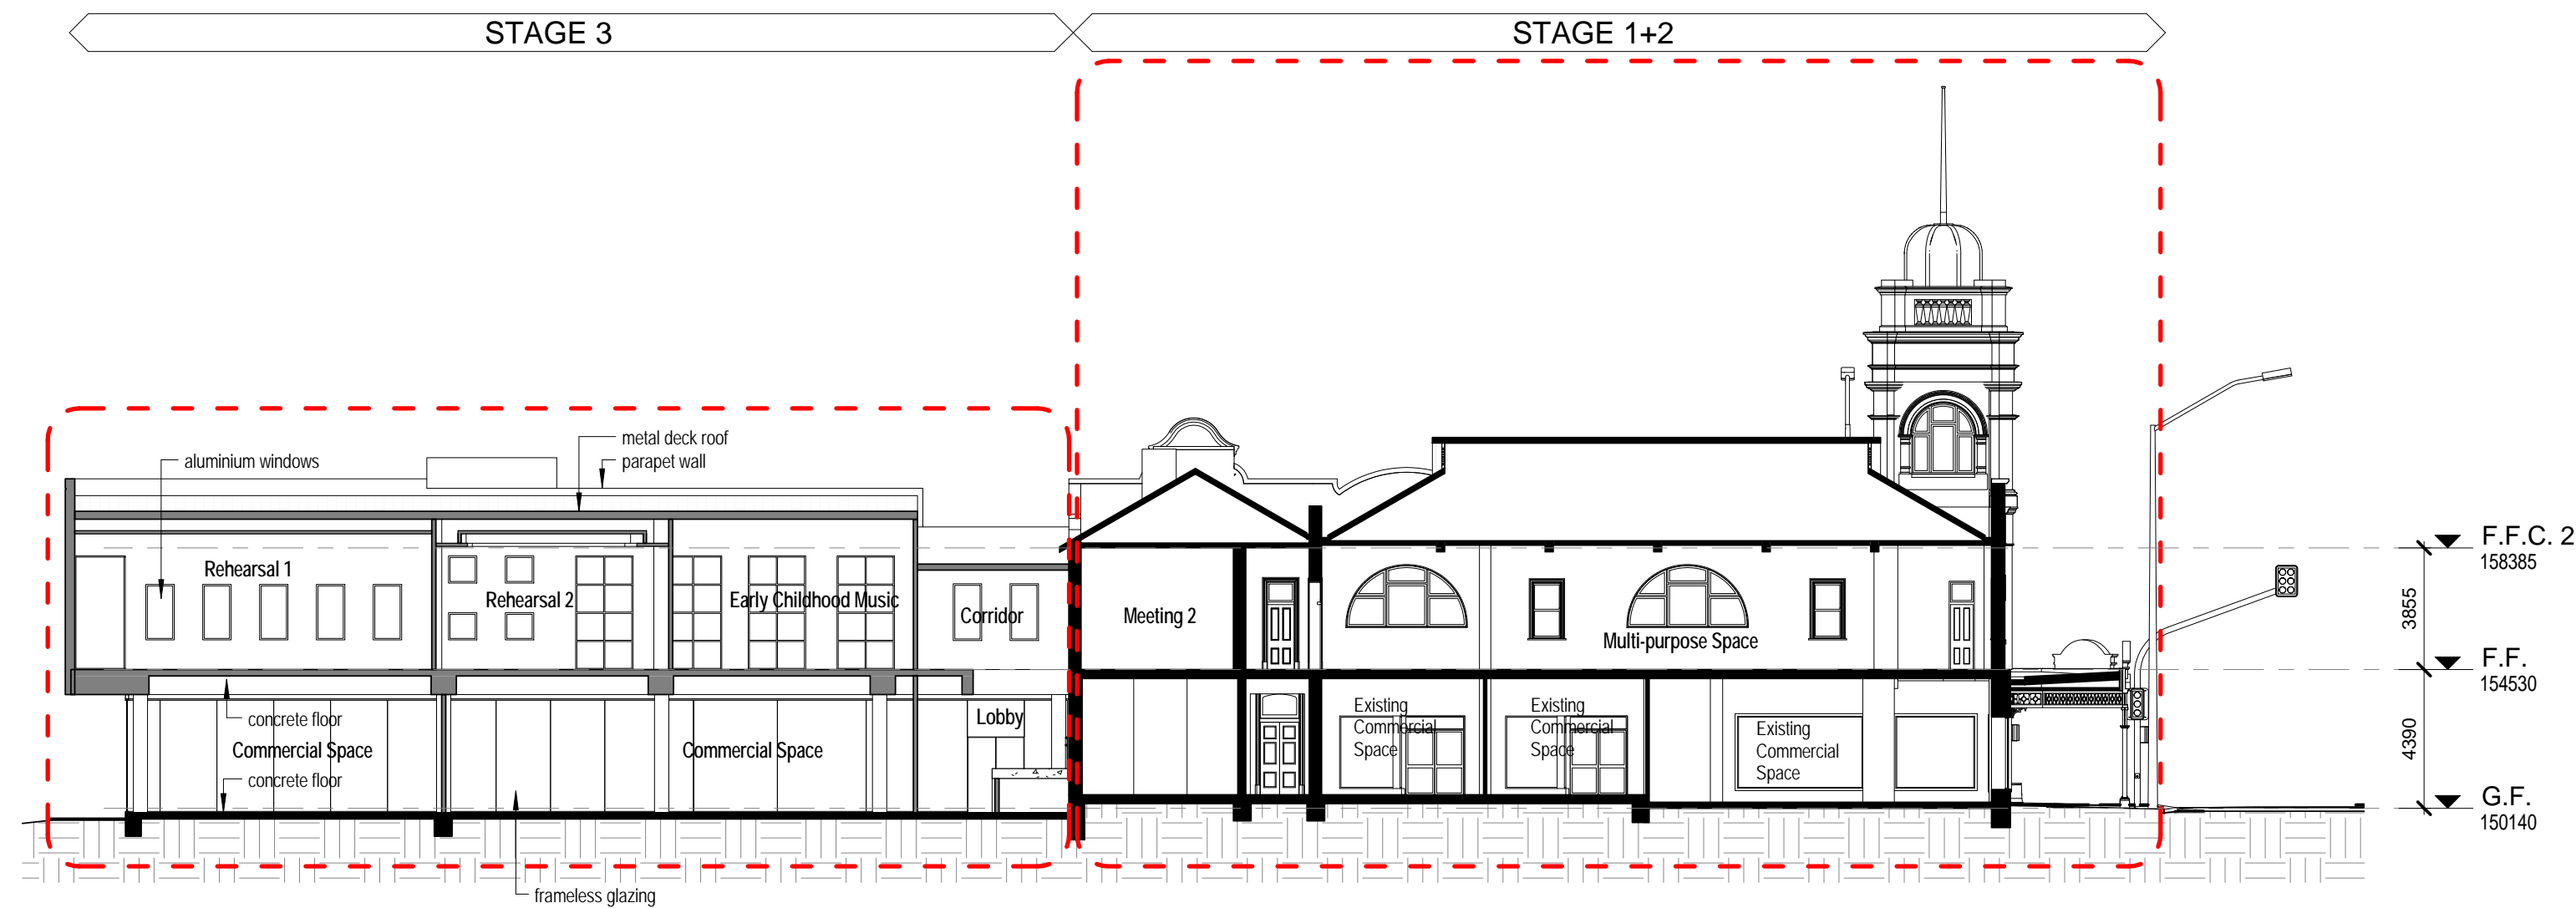 STAGE 3
STAGE 1+2
metal deck roof
parapet wall
aluminium windows
Rehearsal 1
Rehearsal 2
Early Childhood Music
Corridor
Meeting 2
Multi-purpose Space
F.F.C. 2
158385
3855
F.F.
154530
concrete floor
Commercial Space
concrete floor
Commercial Space
Lobby
Existing
Commercial
Space
Existing
Commercial
Space
Existing
Commercial
Space
4390
G.F.
150140
frameless glazing